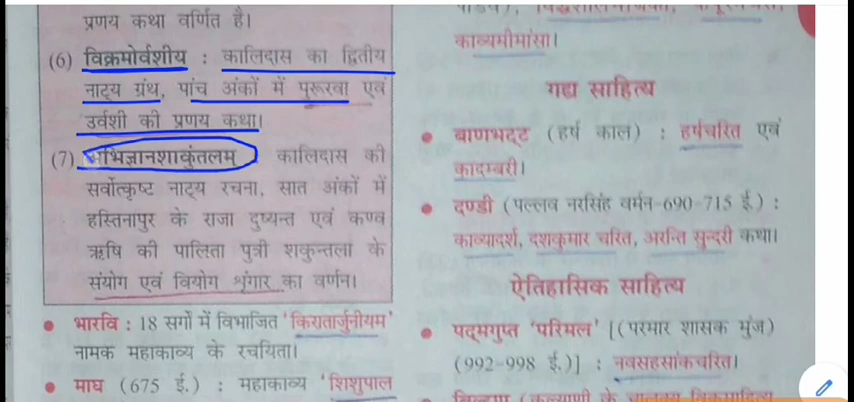 प्रणय कथा वर्णित है।
(6) विक्रमोर्वशीय : कालिदास का द्वितीय
नाट्य ग्रंथ, पांच अंकों में पुरूरवा एवं
उर्वशी की प्रणय कथा।
(7) अभिज्ञानशाकुंतलम् कालिदास की
सर्वोत्कृष्ट नाट्य रचना, सात अंकों में
हस्तिनापुर के राजा दुष्यन्त एवं कण्व
ऋषि की पालिता पुत्री शकुन्तला के
संयोग एवं वियोग श्रृंगार का वर्णन।
• भारवि : 18 सर्गो में विभाजित 'किरातार्जुनीयम'
नामक महाकाव्य के रचयिता।
• माघ (675 ई.) : महाकाव्य 'शिशुपाल
काव्यमीमांसा।
गद्य साहित्य
• बाणभट्ट (हर्ष काल) : हर्षचरित एवं
कादम्बरी।
• दण्डी (पल्लव नरसिंह वर्मन-690-715 ई.) :
काव्यादर्श, दशकुमार चरित, अरन्ति सुन्दरी कथा।
ऐतिहासिक साहित्य
• पद्मगुप्त 'परिमल' [(परमार शासक मुंज)
(992-998 ई.)] : नवसहसांकचरित।